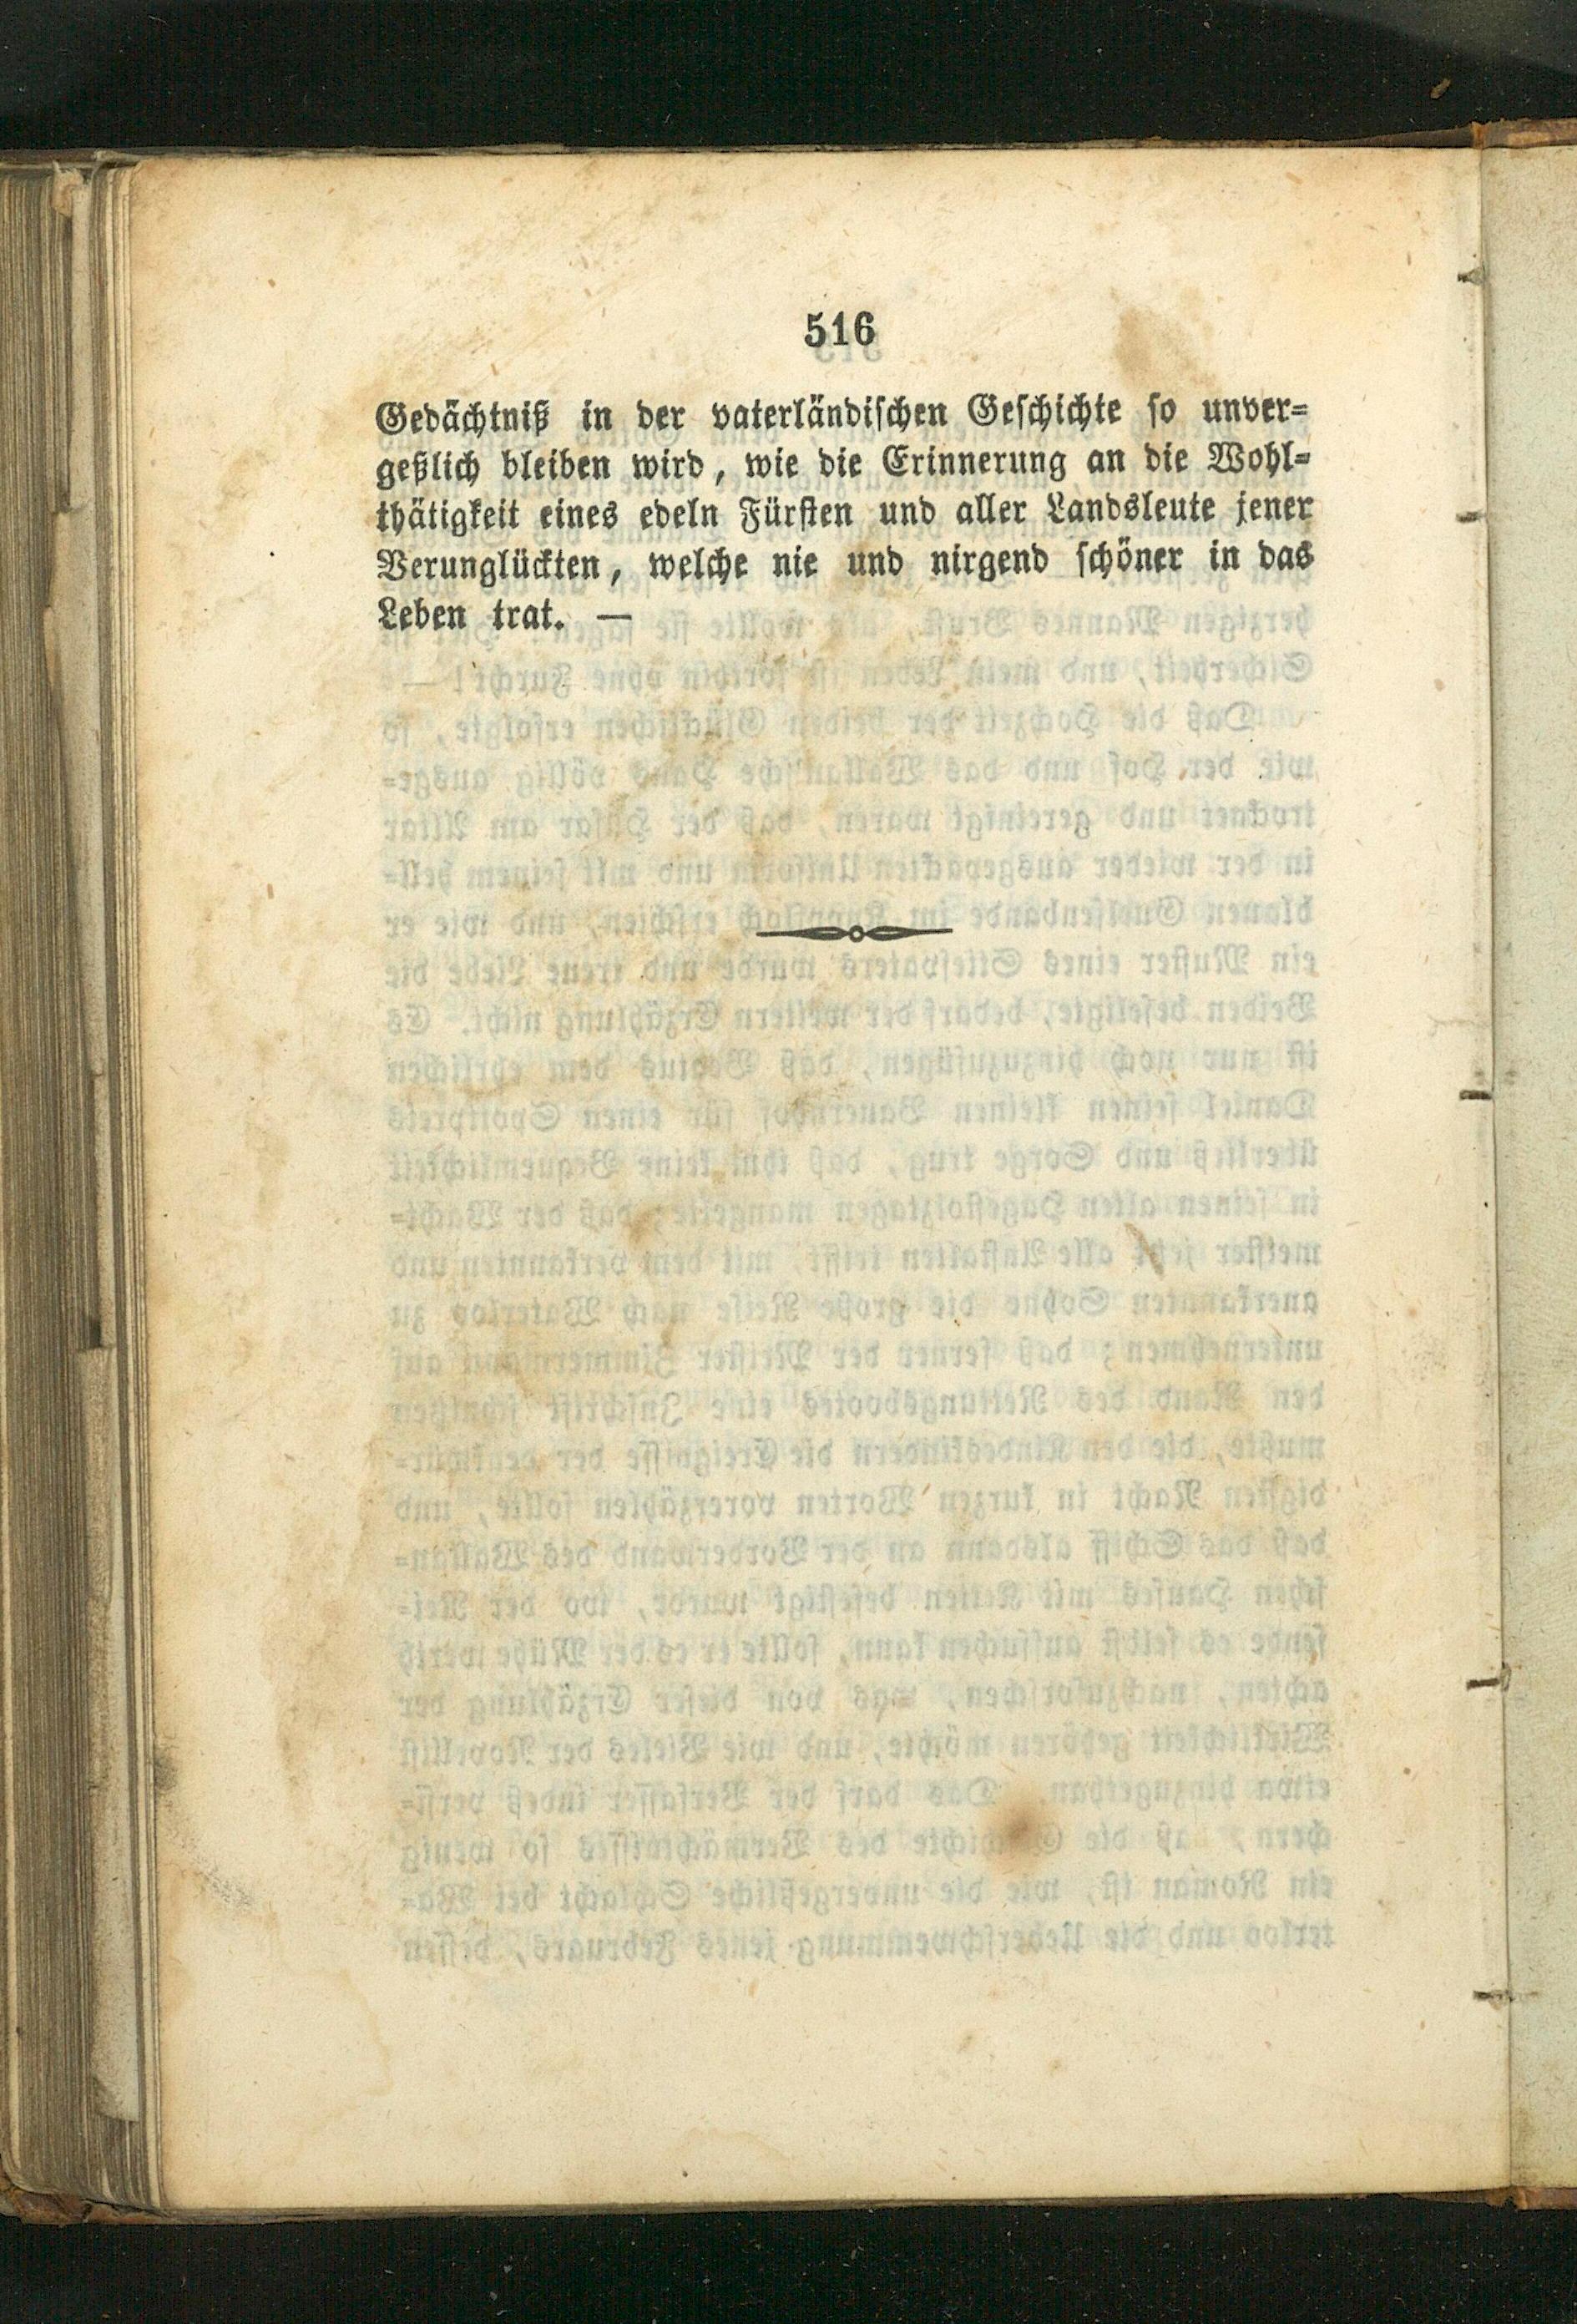 516
Gedächtniß in der vaterländischen Geschichte so unver=
geßlich bleiben wird, wie die Erinnerung an die Wohl=
thätigkeit eines edeln Fürsten und aller Landsleute jener
Verunglückten, welche nie und nirgend schöner in das
Leben trat. —